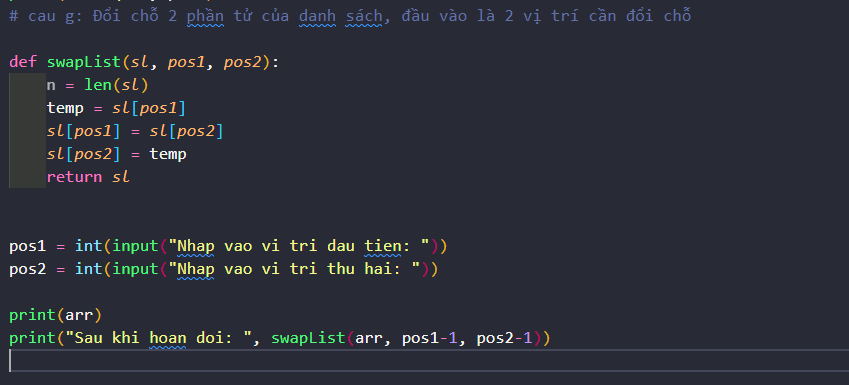 # cau g: Đổi chỗ 2 phần tử của danh sách, đầu vào là 2 vị trí cần đổi chỗ
def swapList(sl, pos1, pos2):
    n = len(sl)
    temp = sl[pos1]
    sl[pos1] = sl[pos2]
    sl[pos2] = temp
    return sl
pos1 = int(input("Nhap vao vi tri dau tien: "))
pos2 = int(input("Nhap vao vi tri thu hai: "))
print(arr)
print("Sau khi hoan doi: ", swapList(arr, pos1-1, pos2-1))